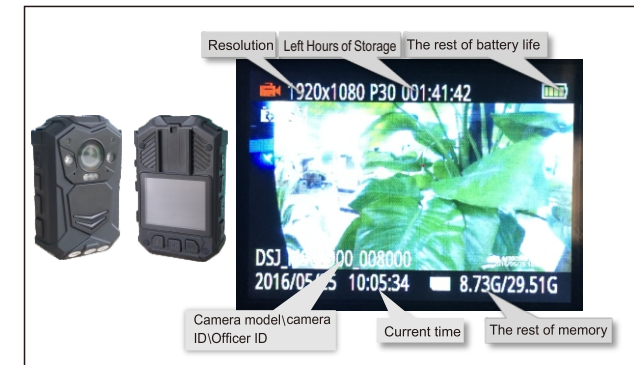 Resolution
Left Hours of Storage
The rest of battery life
1920x1080 P30 001:41:42
DSJ_ 00_008000
2016/05/ 5 10:05:34 8.73G/29.51G
Camera model\camera
ID\Officer ID
Current time
The rest of memory